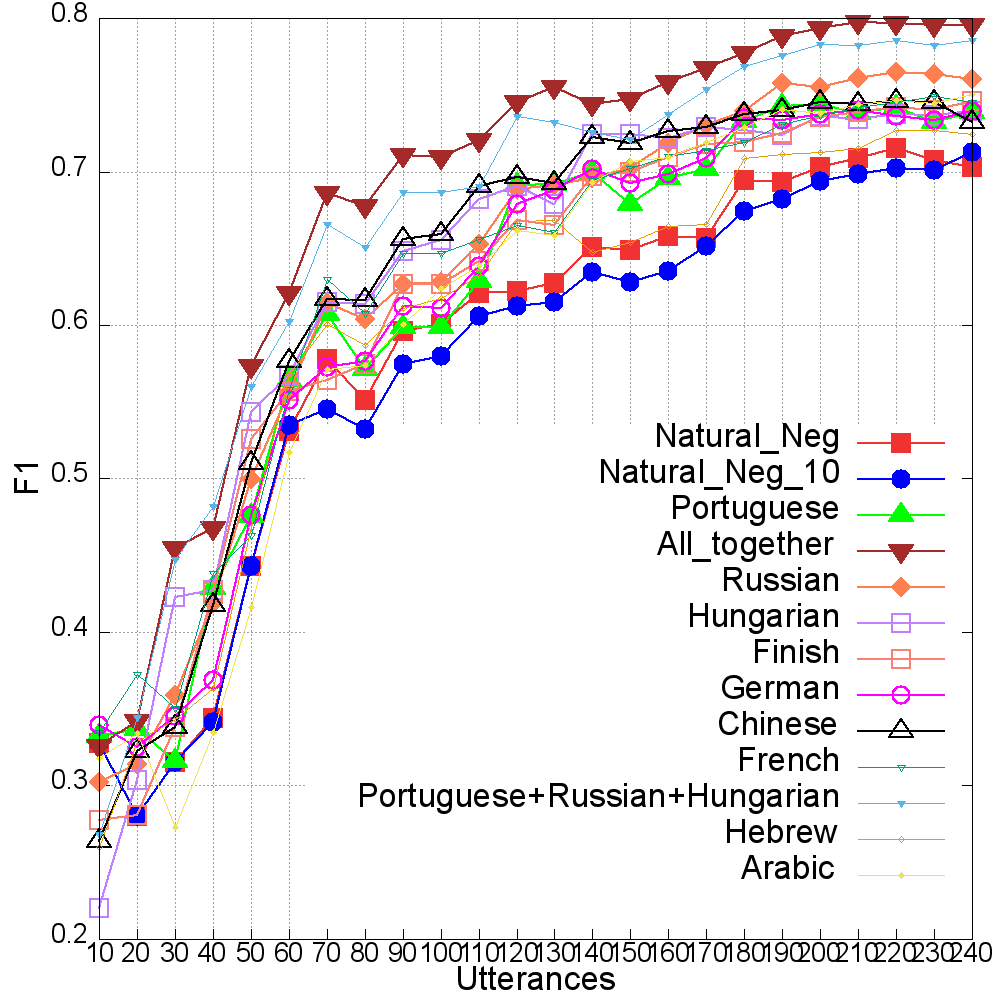 0.8
0.7
0.6
0.5
0.4
0.3
0.2
F1
Natural_Neg
Natural_Neg_10
Portuguese
All_together
Russian
Hungarian
Finish
German
Chinese
French
Portuguese+Russian+Hungarian
Hebrew
Arabic
10 20 30 40 50 60 70 80 90 100 110 120 130 140 150 160 170 180 190 200 210 220 230 240
Utterances